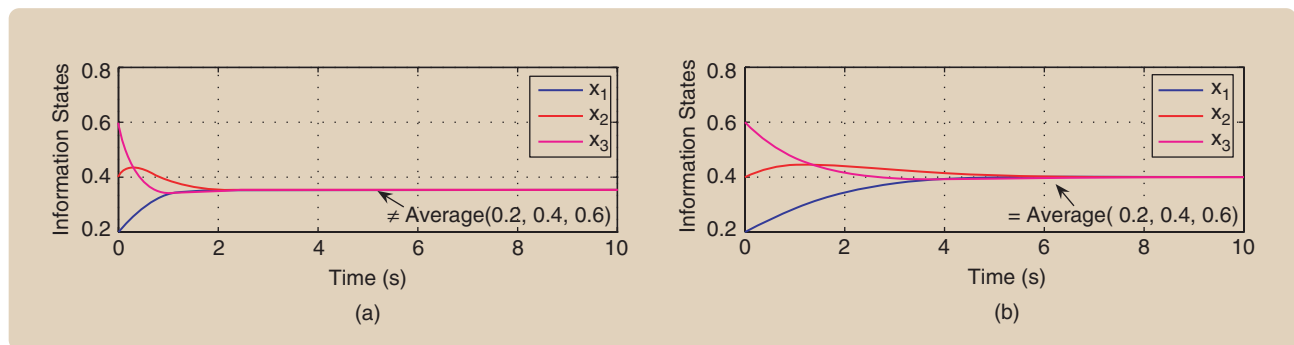 Information States
0.8
0.6
0.4
0.2
x1
x2
x3
≠ Average(0.2, 0.4, 0.6)
0 2 4 6 8 10
Time (s)
(a)
Information States
0.8
0.6
0.4
0.2
x1
x2
x3
= Average( 0.2, 0.4, 0.6)
0 2 4 6 8 10
Time (s)
(b)